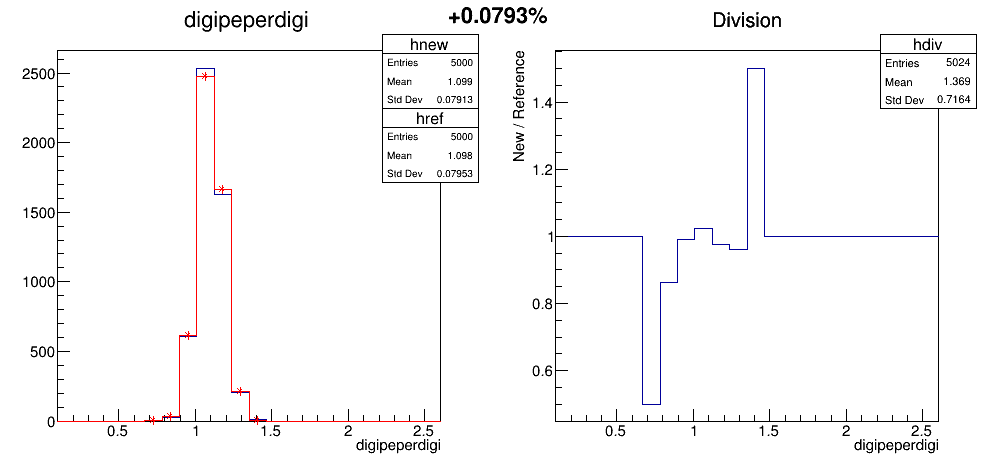 digipeperdigi
+0.0793%
Division
hnew
Entries 5000
Mean 1.099
Std Dev 0.07913
href
Entries 5000
Mean 1.098
Std Dev 0.07953
2500
2000
1500
1000
500
0
0.5 1 1.5 2 2.5
digipeperdigi
hdiv
Entries 5024
Mean 1.369
Std Dev 0.7164
New / Reference
1.4
1.2
1
0.8
0.6
0.5 1 1.5 2 2.5
digipeperdigi